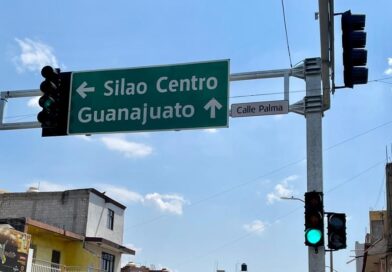 ← Silao Centro
Guanajuato ↑
Calle Palma